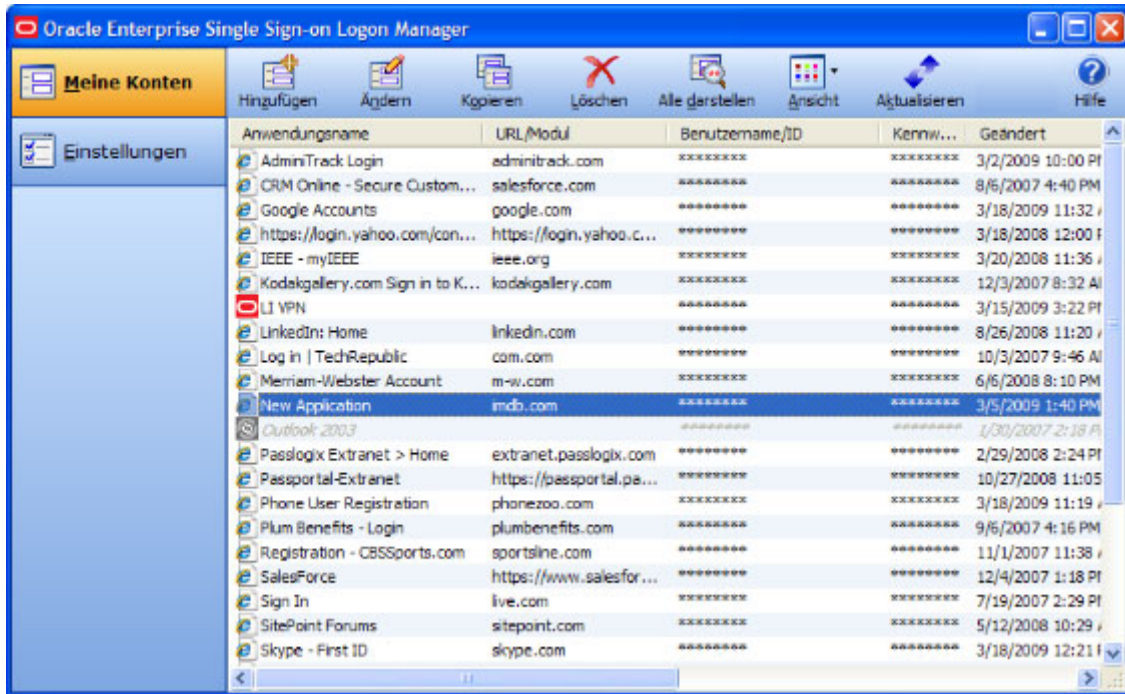 Oracle Enterprise Single Sign-on Logon Manager
Meine Konten
Einstellungen
Hinzufügen Ändern Kopieren Löschen Alle darstellen Ansicht Aktualisieren Hilfe
Anwendungsname URL/Modul Benutzername/ID Kennw... Geändert
AdminiTrack Login adminitrack.com ******** ******** 3/2/2009 10:00 PM
CRM Online - Secure Custom... salesforce.com ******** ******** 8/6/2007 4:40 PM
Google Accounts google.com ******** ******** 3/18/2009 11:32
https://login.yahoo.com/con... https://login.yahoo.c... ******** ******** 3/18/2008 12:00
IEEE - myIEEE ieee.org ******** ******** 3/20/2008 11:36
Kodakgallery.com Sign in to K... kodakgallery.com ******** ******** 12/3/2007 8:32 AM
LI VPN ******** ******** 3/15/2009 3:22 PM
LinkedIn: Home linkedin.com ******** ******** 8/26/2008 11:20
Log in | TechRepublic com.com ******** ******** 10/3/2007 9:46 AM
Merriam-Webster Account m-w.com ******** ******** 6/6/2008 8:10 PM
New Application imdb.com ******** ******** 3/5/2009 1:40 PM
Outlook 2003 ******** ******** 1/30/2007 2:18
Passlogix Extranet > Home extranet.passlogix.com ******** ******** 2/29/2008 2:24 PM
Passportal-Extranet https://passportal.pa... ******** ******** 10/27/2008 11:05
Phone User Registration phonezoo.com ******** ******** 3/18/2009 11:19
Plum Benefits - Login plumbenefits.com ******** ******** 9/6/2007 4:16 PM
Registration - CBSSports.com sportsline.com ******** ******** 11/1/2007 11:38
SalesForce https://www.salesfor... ******** ******** 12/4/2007 1:18 PM
Sign In live.com ******** ******** 7/19/2007 2:29 PM
SitePoint Forums sitepoint.com ******** ******** 5/12/2008 10:29
Skype - First ID skype.com ******** ******** 3/18/2009 12:21